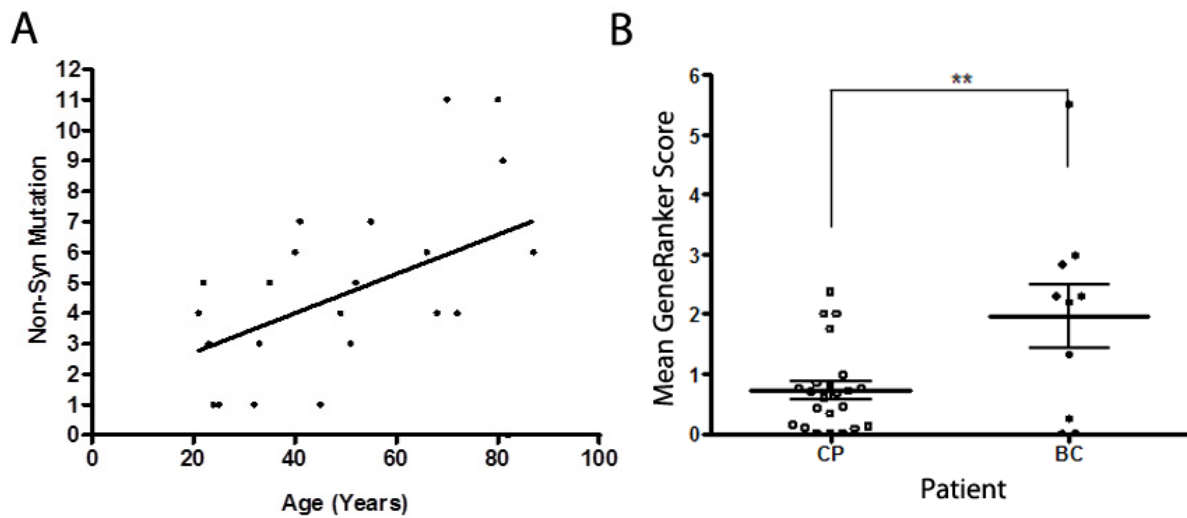 A
Non-Syn Mutation
12
11
10
9
8
7
6
5
4
3
2
1
0
0 20 40 60 80 100
Age (Years)
B
Mean GeneRanker Score
6
5
4
3
2
1
0
**
CP BC
Patient